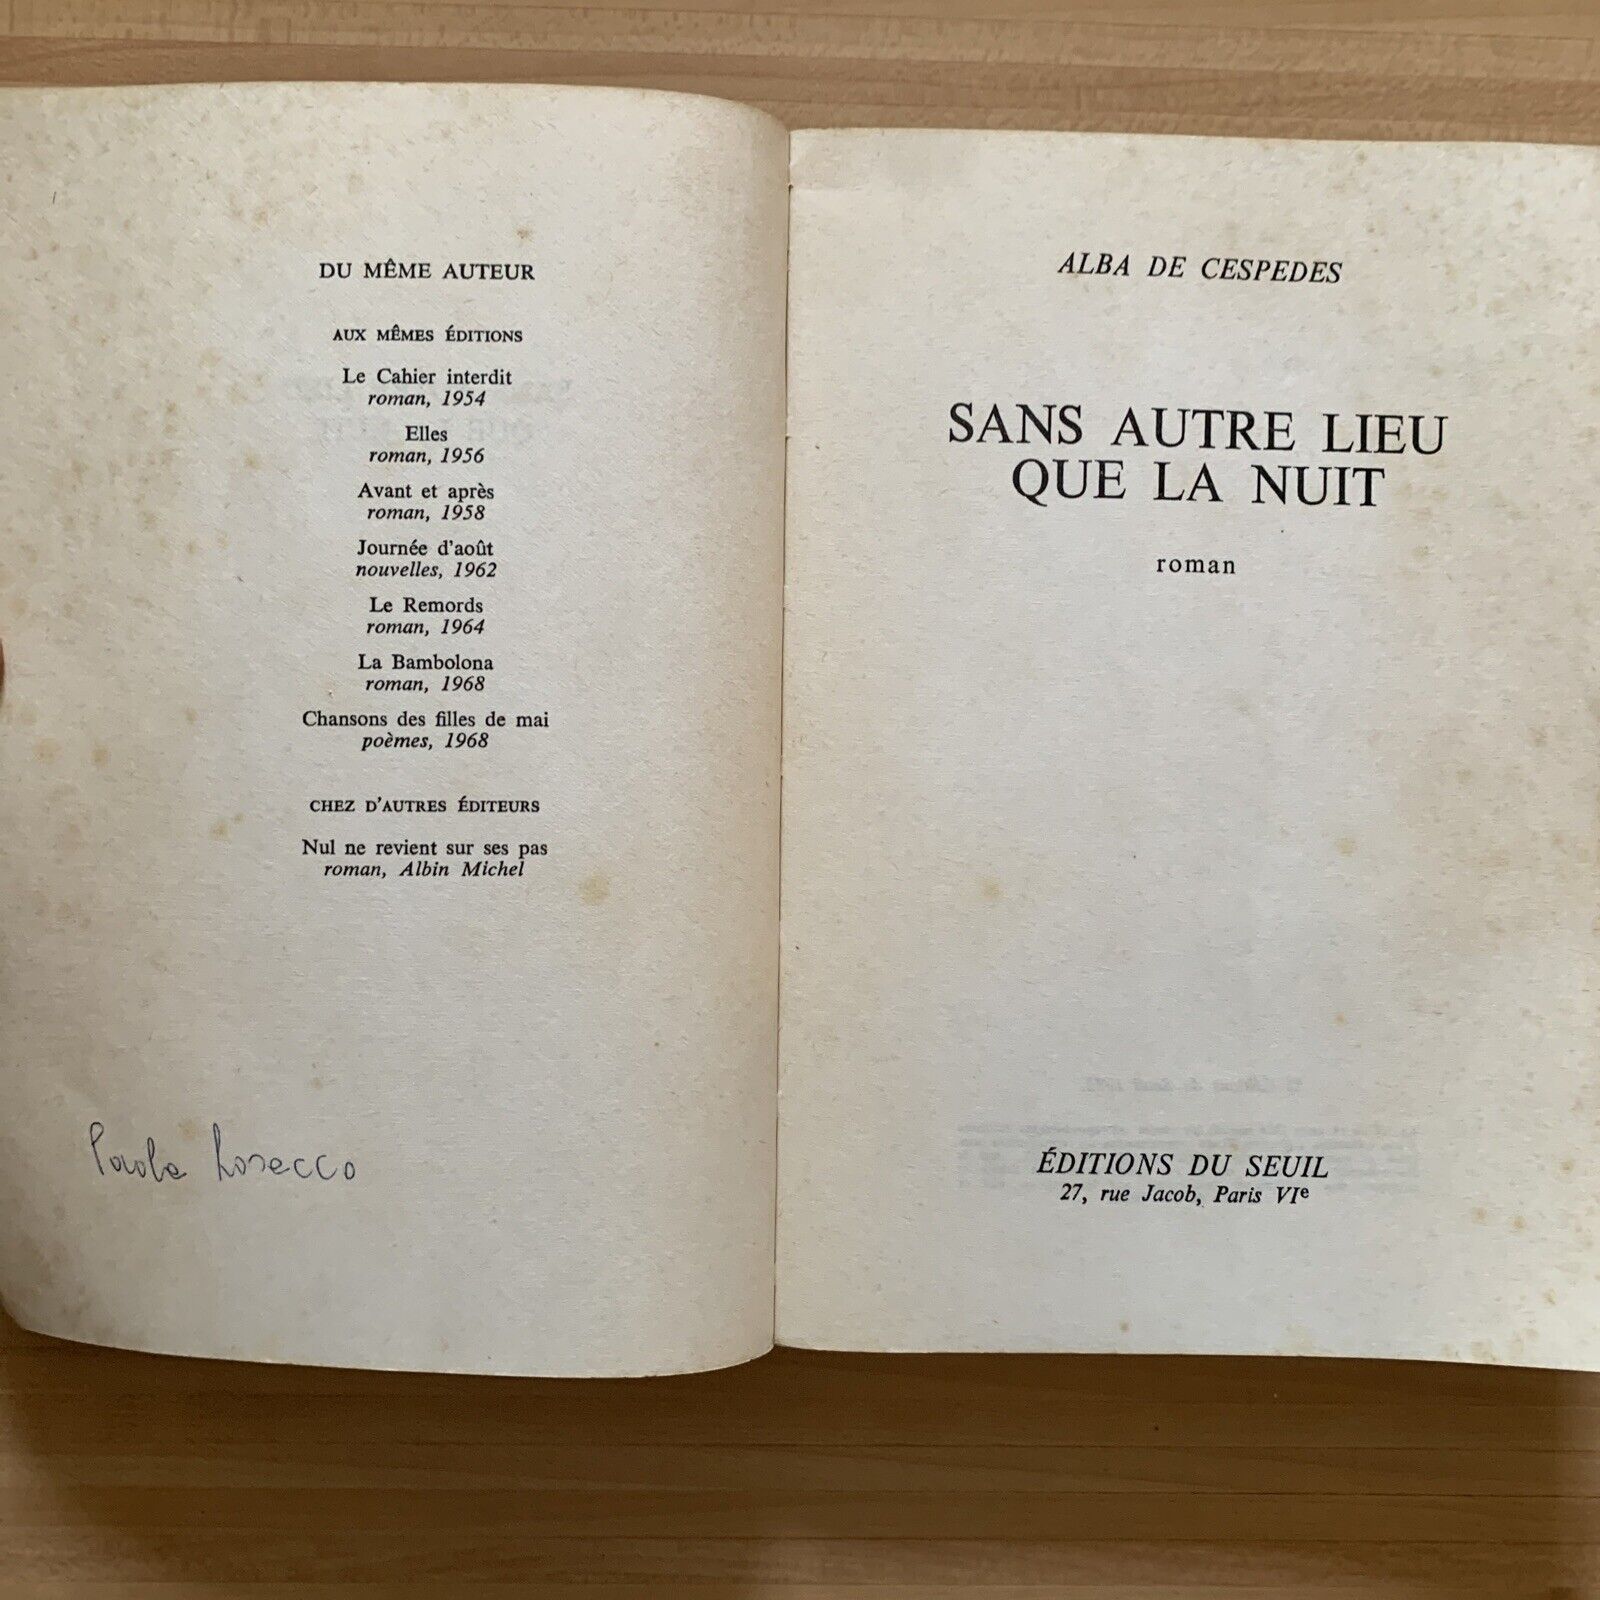 DU MÊME AUTEUR
AUX MÊMES ÉDITIONS
Le Cahier interdit
roman, 1954
Elles
roman, 1956
Avant et après
roman, 1958
Journée d'août
nouvelles, 1962
Le Remords
roman, 1964
La Bambolona
roman, 1968
Chansons des filles de mai
poèmes, 1968
CHEZ D'AUTRES ÉDITEURS
Nul ne revient sur ses pas
roman, Albin Michel
Paola Losecco
ALBA DE CESPEDES
SANS AUTRE LIEU
QUE LA NUIT
roman
ÉDITIONS DU SEUIL
27, rue Jacob, Paris VIe